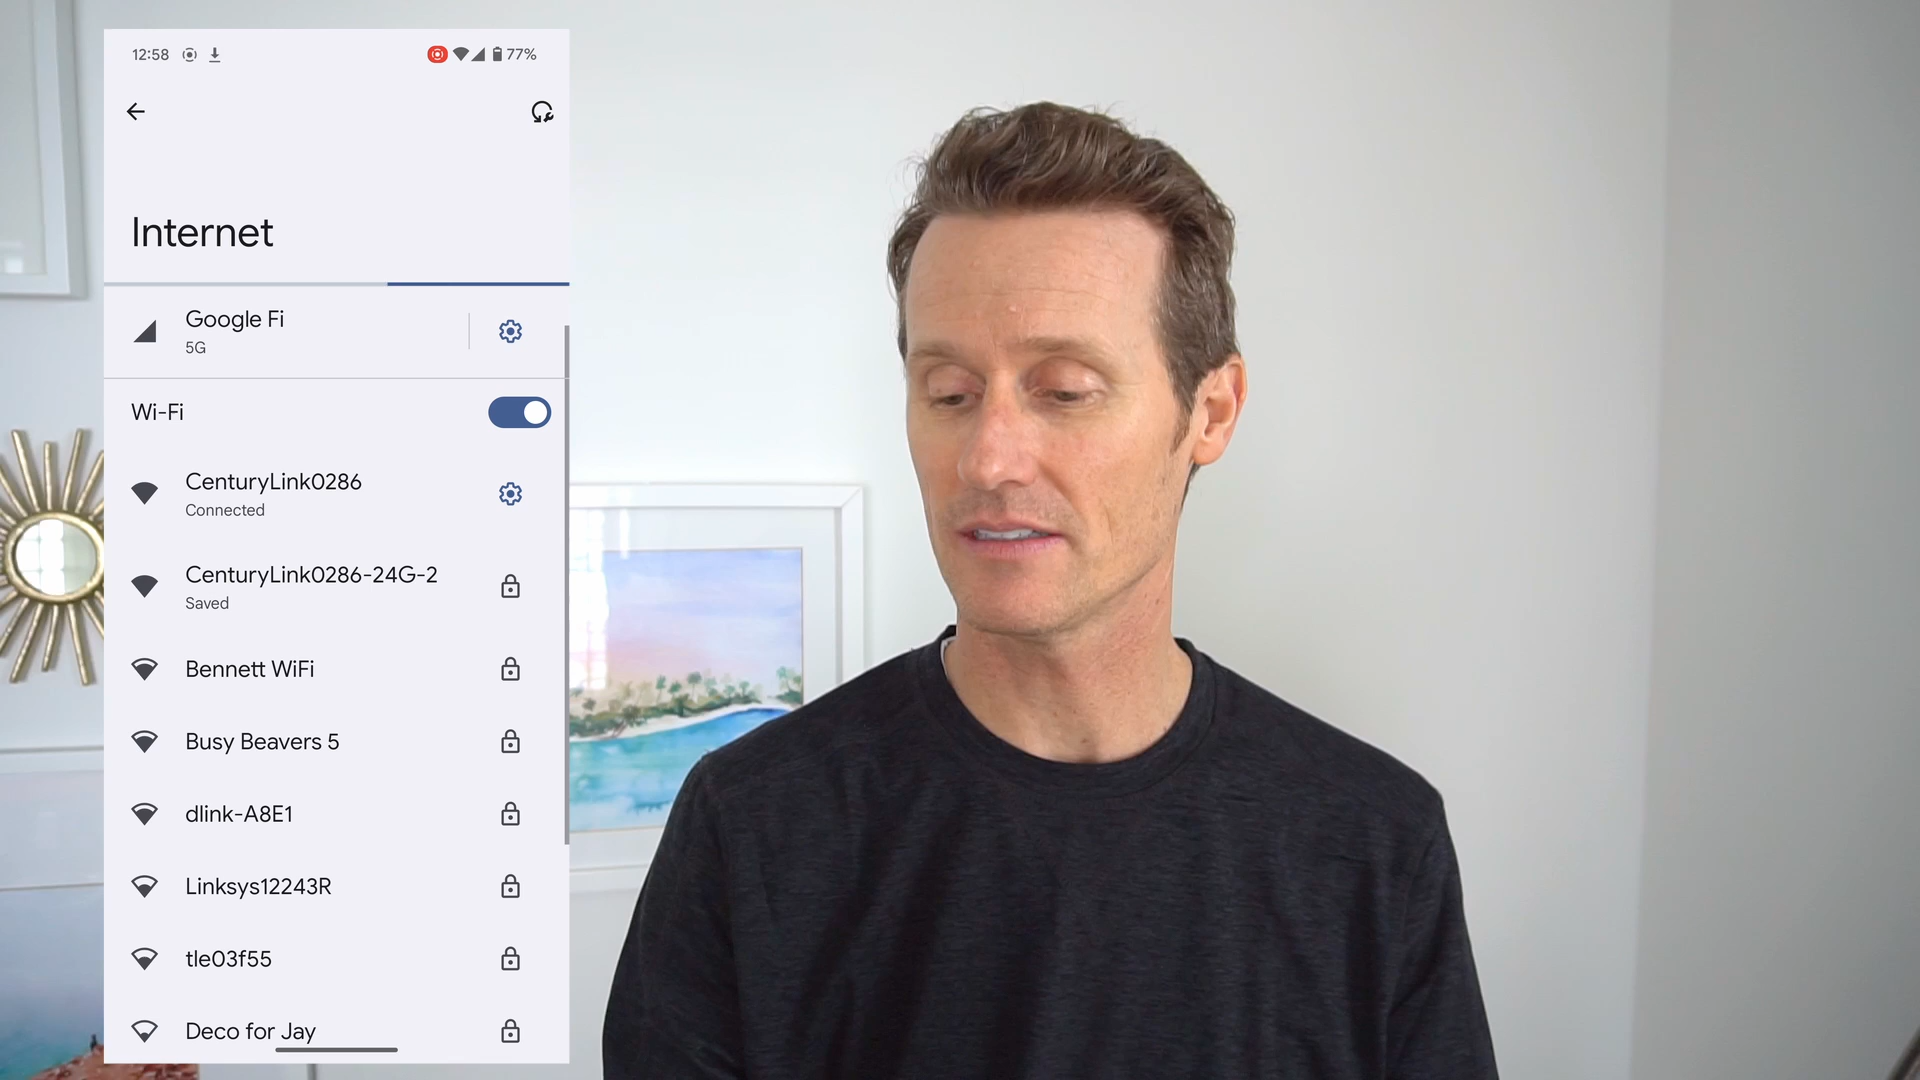 12:58
77%
Internet
Google Fi
5G
Wi-Fi
CenturyLink0286
Connected
CenturyLink0286-24G-2
Saved
Bennett WiFi
Busy Beavers 5
dlink-A8E1
Linksys12243R
tle03f55
Deco for Jay